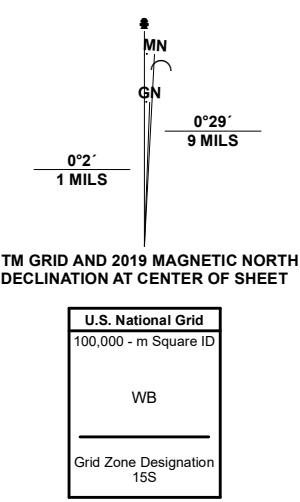 MN
GN
0°29´
9 MILS
0°2´
1 MILS
TM GRID AND 2019 MAGNETIC NORTH
DECLINATION AT CENTER OF SHEET
U.S. National Grid
100,000 - m Square ID
WB
Grid Zone Designation
15S